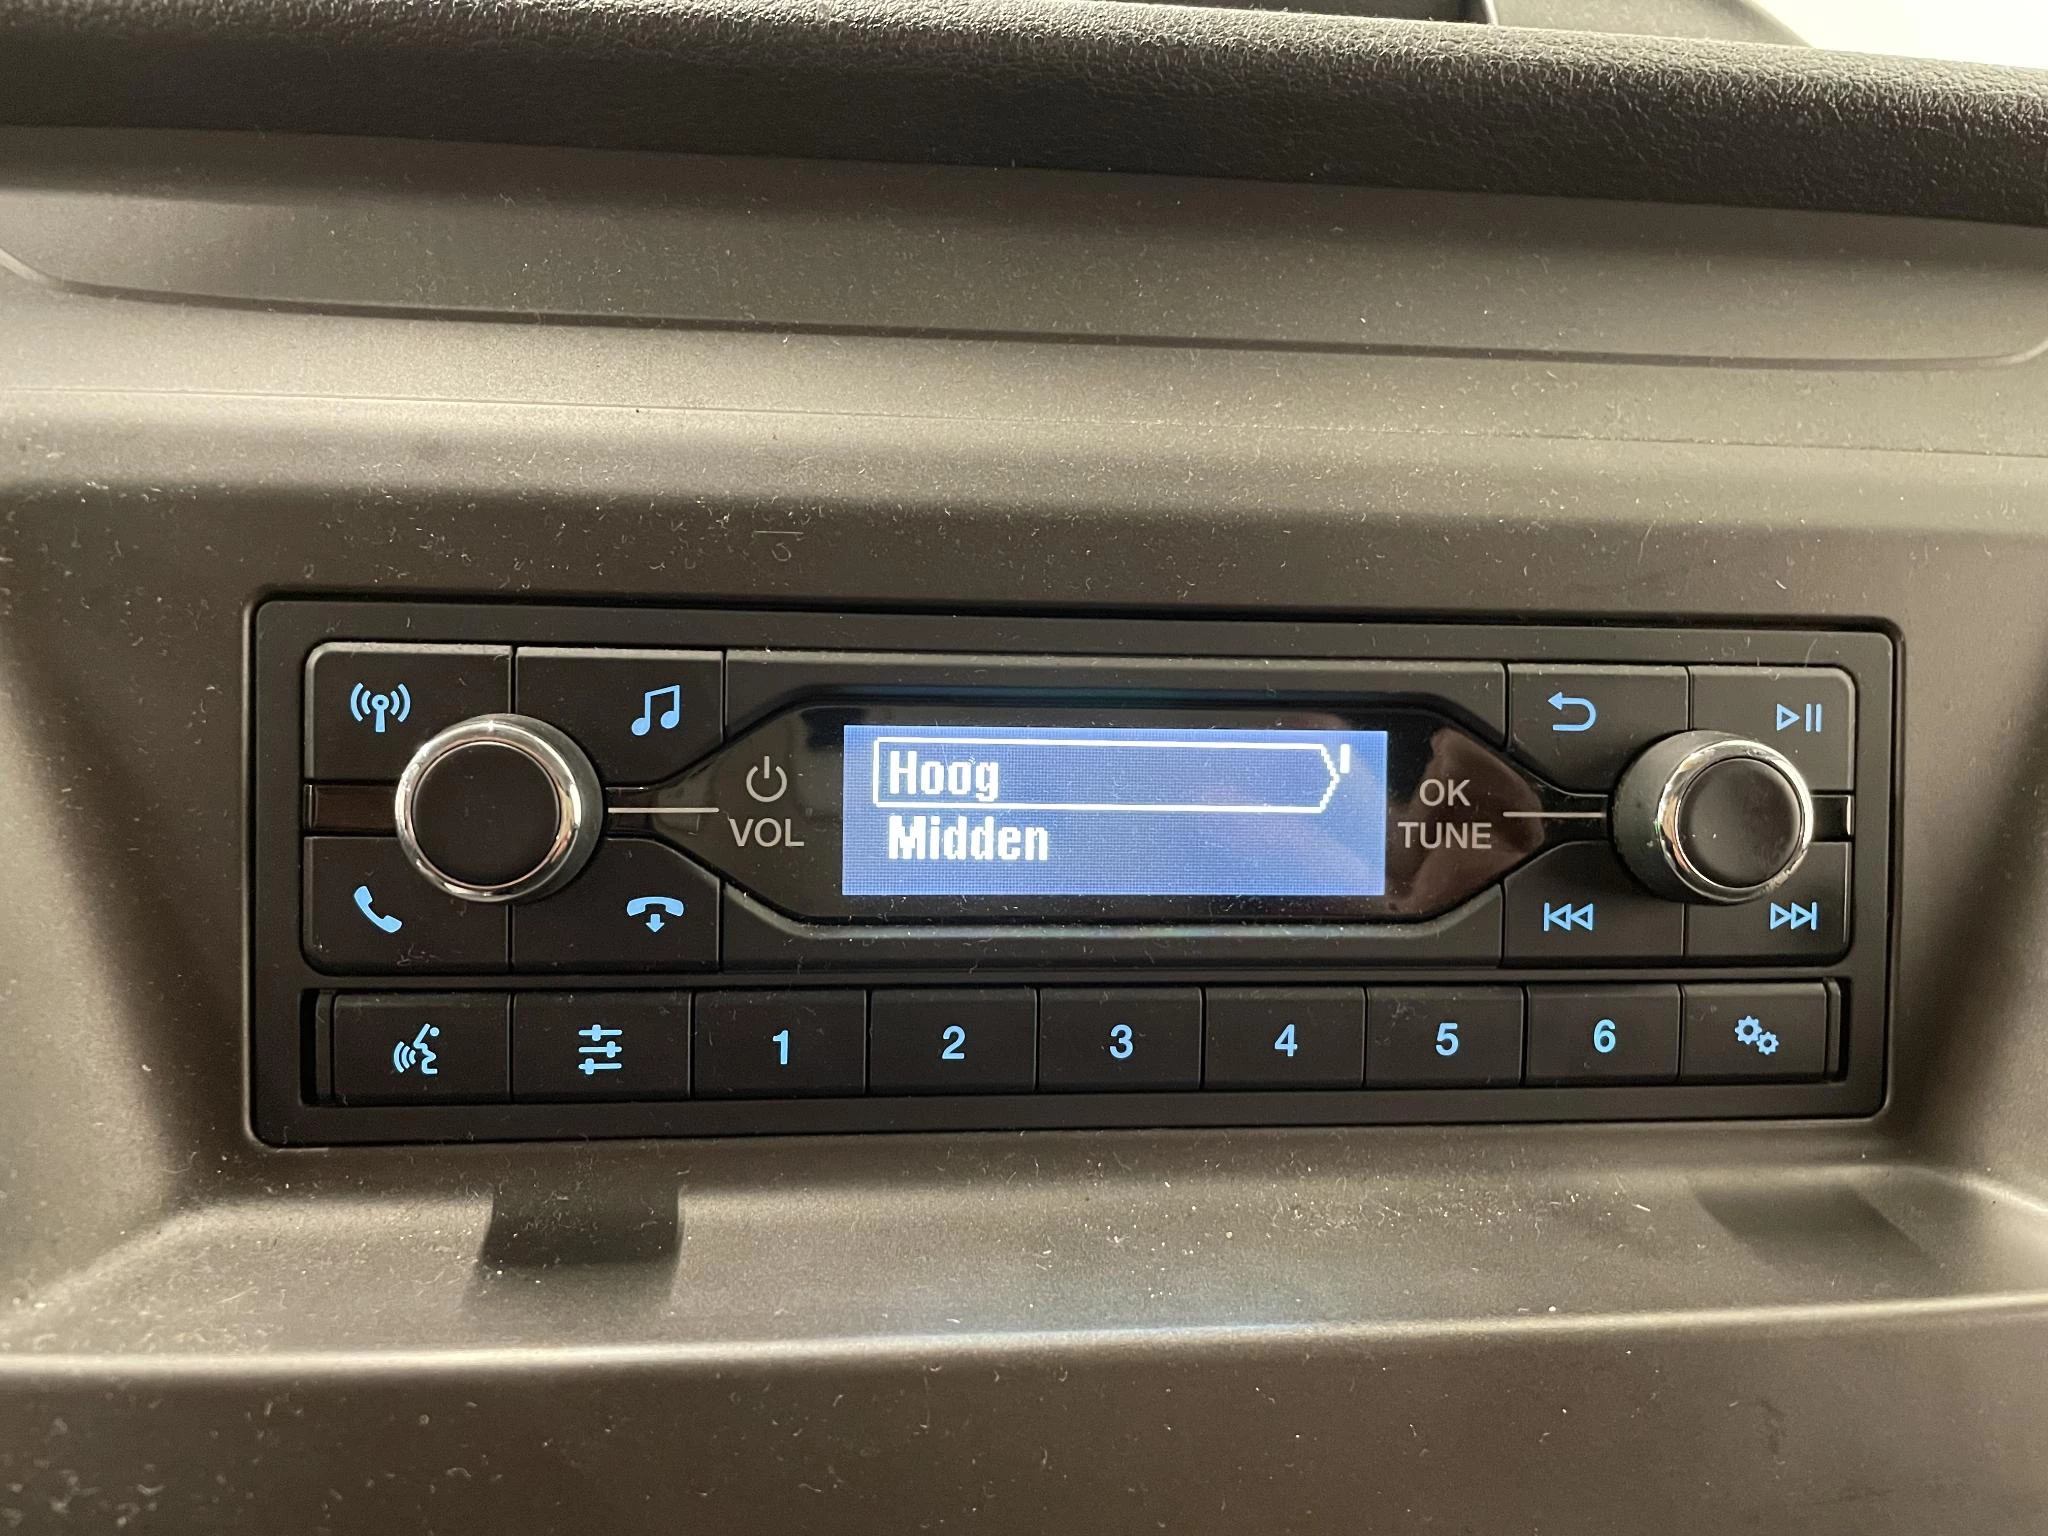 Hoog
Midden
VOL
OK
TUNE
1 2 3 4 5 6